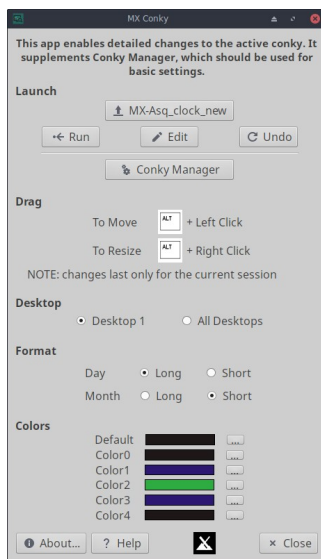 MX Conky
This app enables detailed changes to the active conky. It
supplements Conky Manager, which should be used for
basic settings.
Launch
MX-Asq_clock_new
Run Edit Undo
Conky Manager
Drag
To Move ALT + Left Click
To Resize ALT + Right Click
NOTE: changes last only for the current session
Desktop
Desktop 1 All Desktops
Format
Day Long Short
Month Long Short
Colors
Default ...
Color0 ...
Color1 ...
Color2 ...
Color3 ...
Color4 ...
About... ? Help × Close